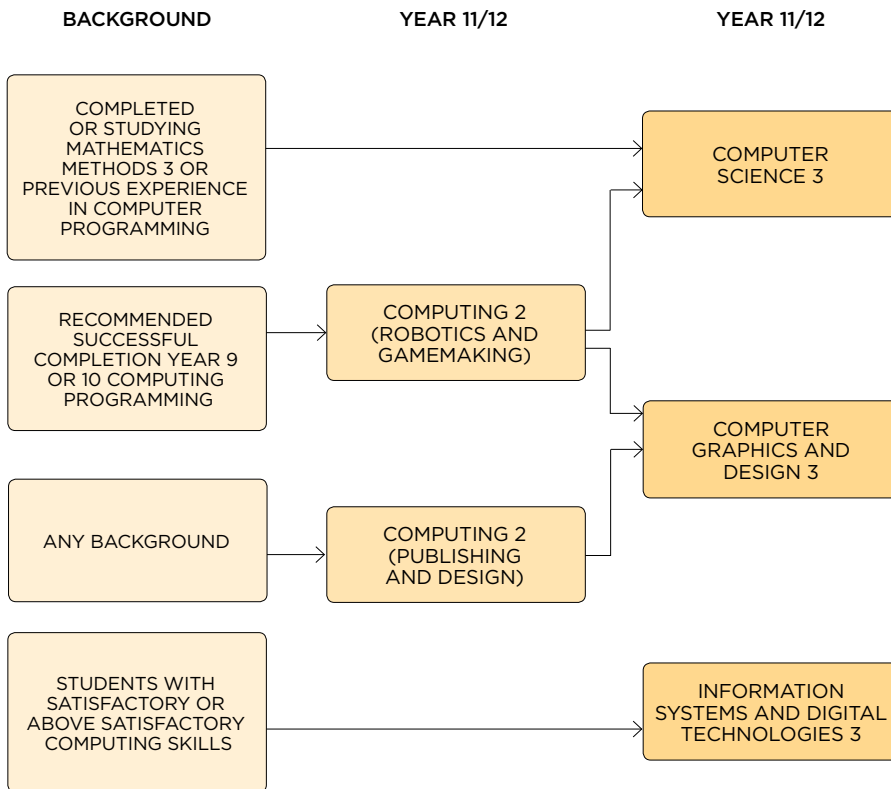 BACKGROUND
YEAR 11/12
YEAR 11/12
COMPLETED
OR STUDYING
MATHEMATICS
METHODS 3 OR
PREVIOUS EXPERIENCE
IN COMPUTER
PROGRAMMING
COMPUTER
SCIENCE 3
RECOMMENDED
SUCCESSFUL
COMPLETION YEAR 9
OR 10 COMPUTING
PROGRAMMING
COMPUTING 2
(ROBOTICS AND
GAMEMAKING)
COMPUTER
GRAPHICS AND
DESIGN 3
ANY BACKGROUND
COMPUTING 2
(PUBLISHING
AND DESIGN)
STUDENTS WITH
SATISFACTORY OR
ABOVE SATISFACTORY
COMPUTING SKILLS
INFORMATION
SYSTEMS AND DIGITAL
TECHNOLOGIES 3